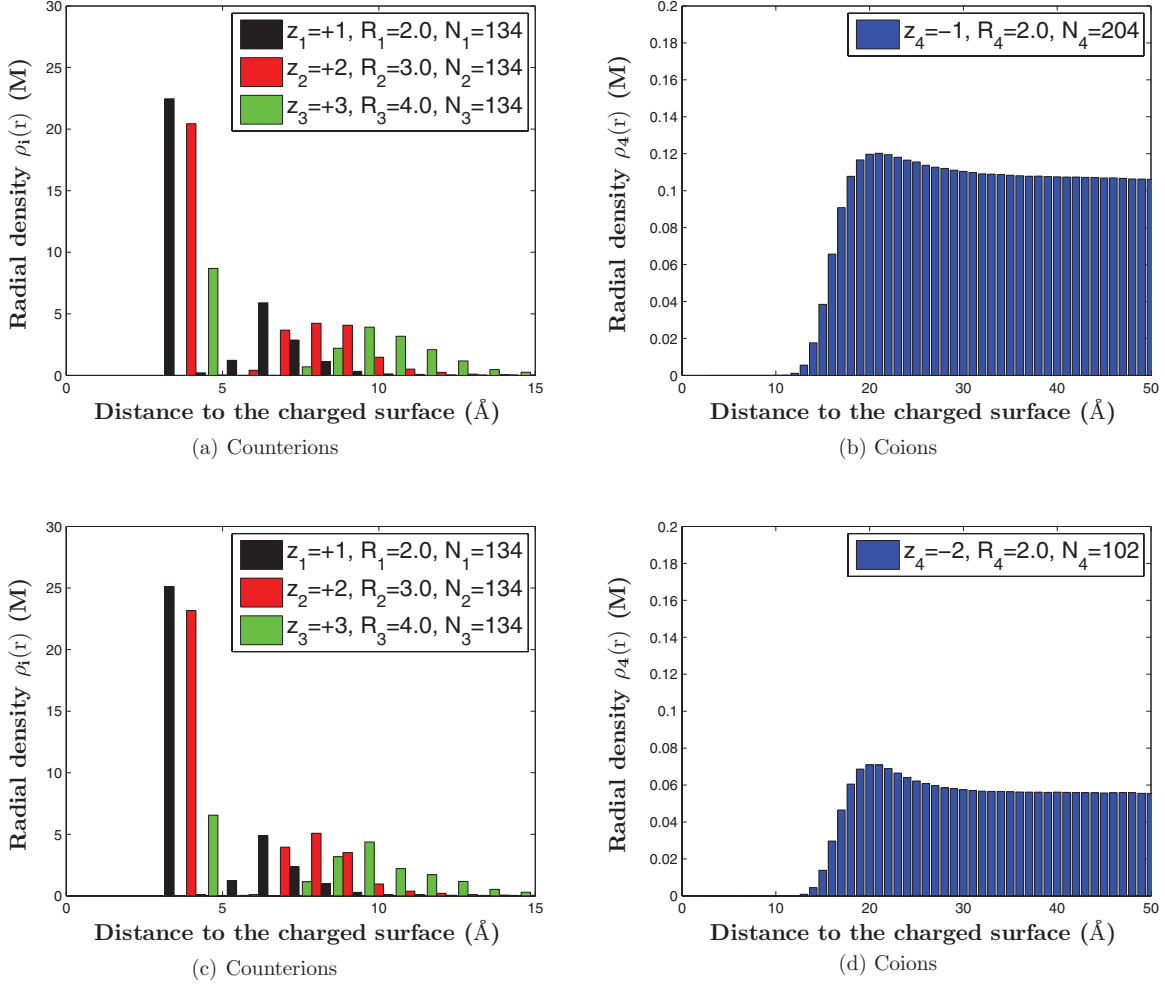 30
25
20
15
10
5
0
Radial density ρᵢ(r) (M)
z₁=+1, R₁=2.0, N₁=134
z₂=+2, R₂=3.0, N₂=134
z₃=+3, R₃=4.0, N₃=134
0 5 10 15
Distance to the charged surface (Å)
(a) Counterions
0.2
0.18
0.16
0.14
0.12
0.1
0.08
0.06
0.04
0.02
0
Radial density ρ₄(r) (M)
z₄=−1, R₄=2.0, N₄=204
0 10 20 30 40 50
Distance to the charged surface (Å)
(b) Coions
30
25
20
15
10
5
0
Radial density ρᵢ(r) (M)
z₁=+1, R₁=2.0, N₁=134
z₂=+2, R₂=3.0, N₂=134
z₃=+3, R₃=4.0, N₃=134
0 5 10 15
Distance to the charged surface (Å)
(c) Counterions
0.2
0.18
0.16
0.14
0.12
0.1
0.08
0.06
0.04
0.02
0
Radial density ρ₄(r) (M)
z₄=−2, R₄=2.0, N₄=102
0 10 20 30 40 50
Distance to the charged surface (Å)
(d) Coions